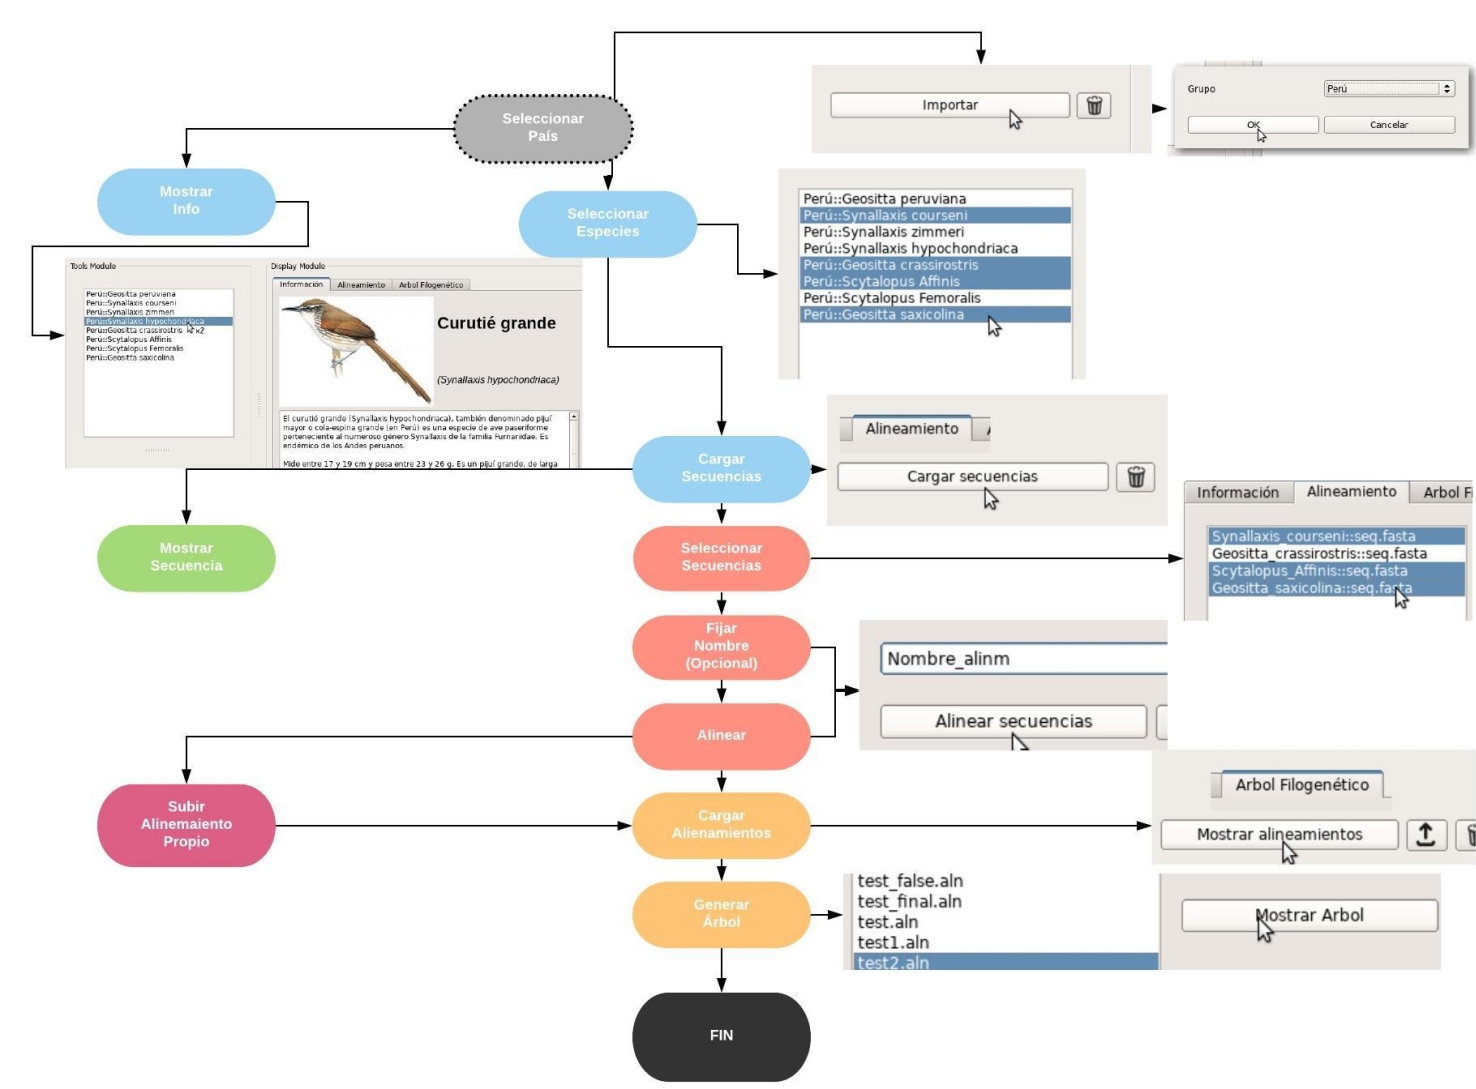 Seleccionar
País
Importar
Grupo
Perú
OK
Cancelar
Mostrar
Info
Seleccionar
Especies
Perú::Geositta peruviana
Perú::Synallaxis courseni
Perú::Synallaxis zimmeri
Perú::Synallaxis hypochondriaca
Perú::Geositta crassirostris
Perú::Scytalopus Affinis
Perú::Scytalopus Femoralis
Perú::Geositta saxicolina
Tools Module
Perú::Geositta peruviana
Perú::Synallaxis courseni
Perú::Synallaxis zimmeri
Perú::Synallaxis hypochondriaca
Perú::Geositta crassirostris x2
Perú::Scytalopus Affinis
Perú::Scytalopus Femoralis
Perú::Geositta saxicolina
Display Module
Información Alineamiento Arbol Filogenético
Curutié grande
(Synallaxis hypochondriaca)
El curutié grande (Synallaxis hypochondriaca), también denominado pijuí
mayor o cola-espina grande (en Perú) es una especie de ave paseriforme
perteneciente al numeroso género Synallaxis de la familia Furnariidae. Es
endémico de los Andes peruanos.
Mide entre 17 y 19 cm y pesa entre 23 y 26 g. Es un pijuí grande, de larga
Cargar
Secuencias
Alineamiento
Cargar secuencias
Mostrar
Secuencia
Seleccionar
Secuencias
Información Alineamiento Arbol F
Synallaxis_courseni::seq.fasta
Geositta_crassirostris::seq.fasta
Scytalopus_Affinis::seq.fasta
Geositta_saxicolina::seq.fasta
Fijar
Nombre
(Opcional)
Nombre_alinm
Alinear secuencias
Alinear
Subir
Alinemaiento
Propio
Cargar
Alienamientos
Arbol Filogenético
Mostrar alineamientos
Generar
Árbol
test_false.aln
test_final.aln
test.aln
test1.aln
test2.aln
Mostrar Arbol
FIN